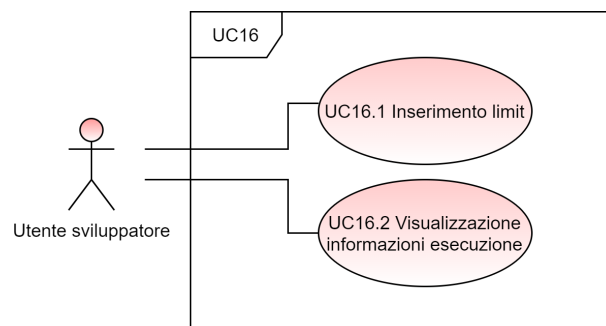 UC16
UC16.1 Inserimento limit
UC16.2 Visualizzazione
informazioni esecuzione
Utente sviluppatore